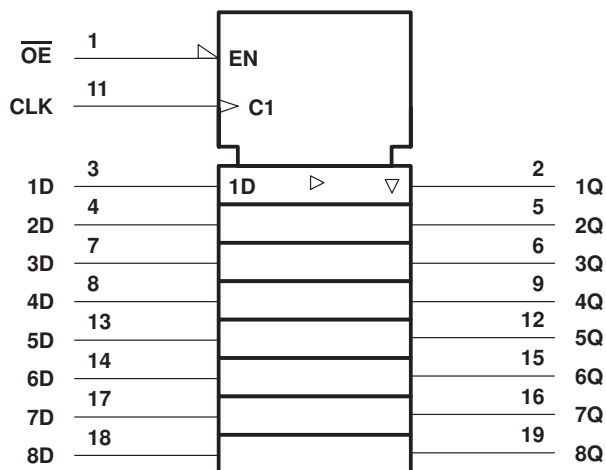 OE 1 EN
CLK 11 C1
1D 3 1D 2 1Q
2D 4 5 2Q
3D 7 6 3Q
4D 8 9 4Q
5D 13 12 5Q
6D 14 15 6Q
7D 17 16 7Q
8D 18 19 8Q